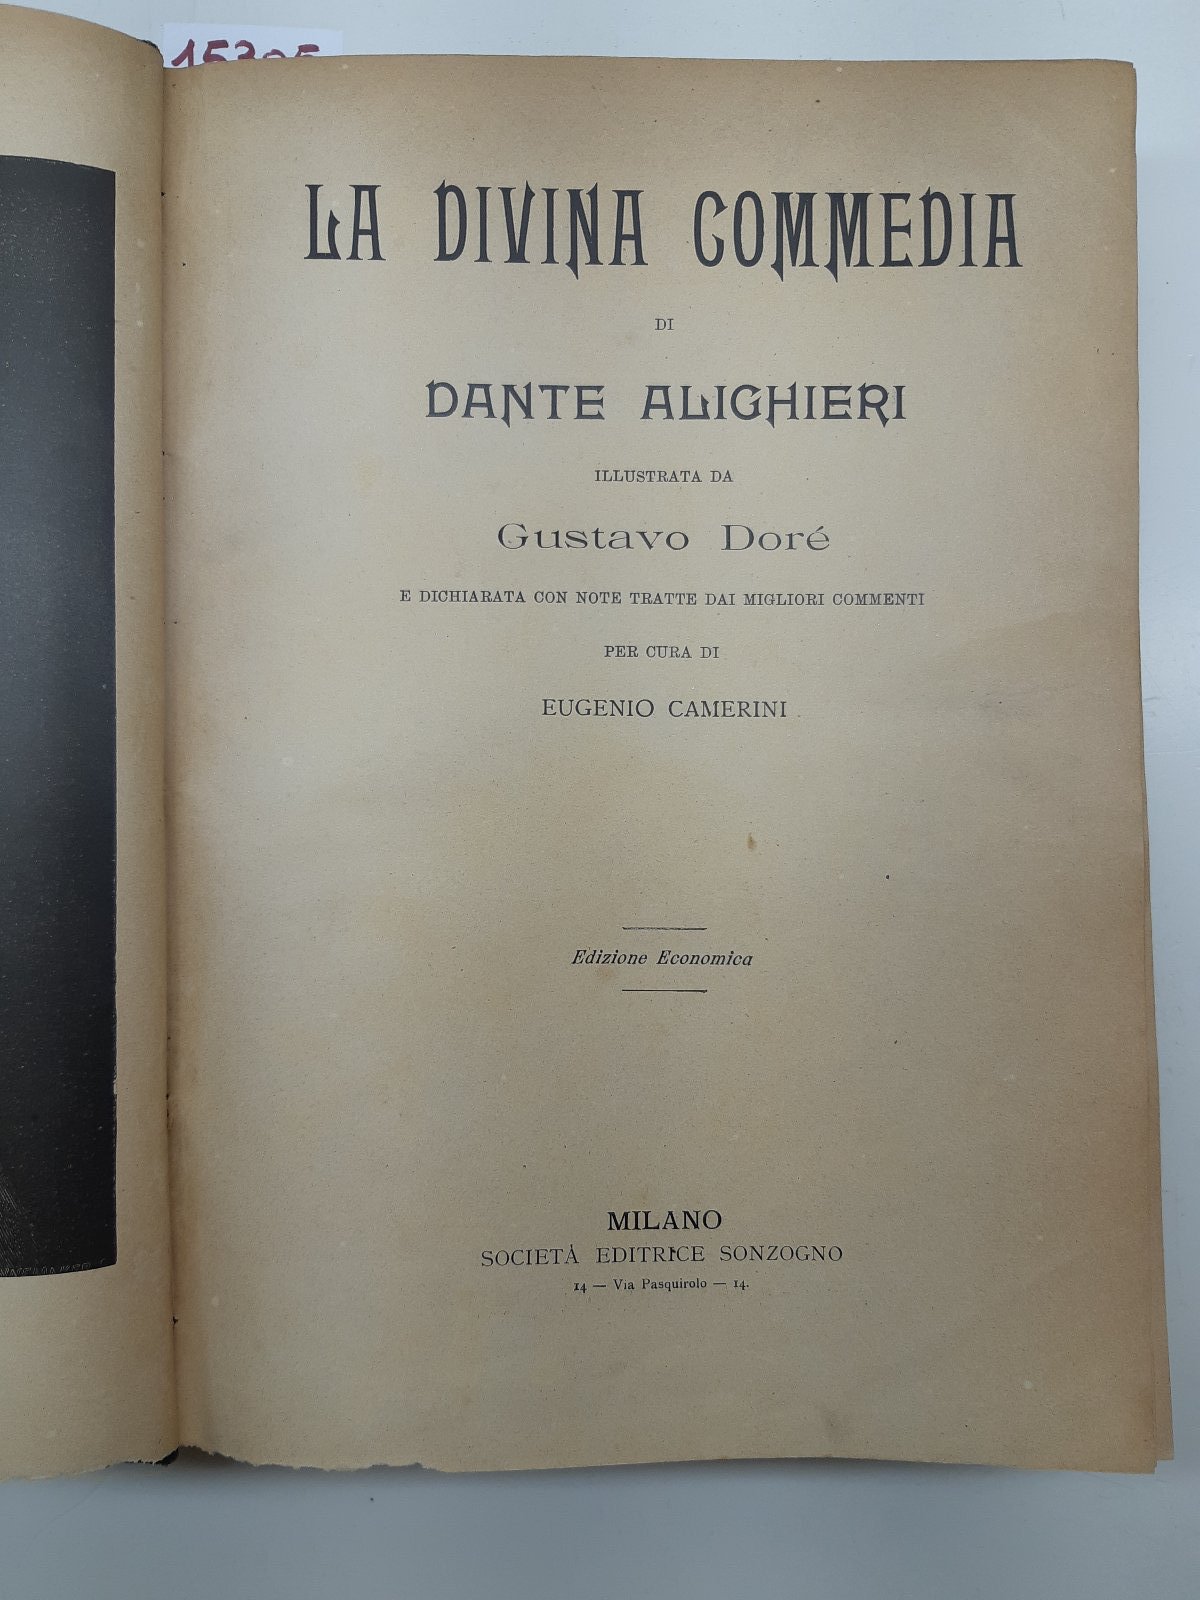 LA DIVINA COMMEDIA
DI
DANTE ALIGHIERI
ILLUSTRATA DA
Gustavo Doré
E DICHIARATA CON NOTE TRATTE DAI MIGLIORI COMMENTI
PER CURA DI
EUGENIO CAMERINI
Edizione Economica
MILANO
SOCIETÀ EDITRICE SONZOGNO
14 — Via Pasquirolo — 14.